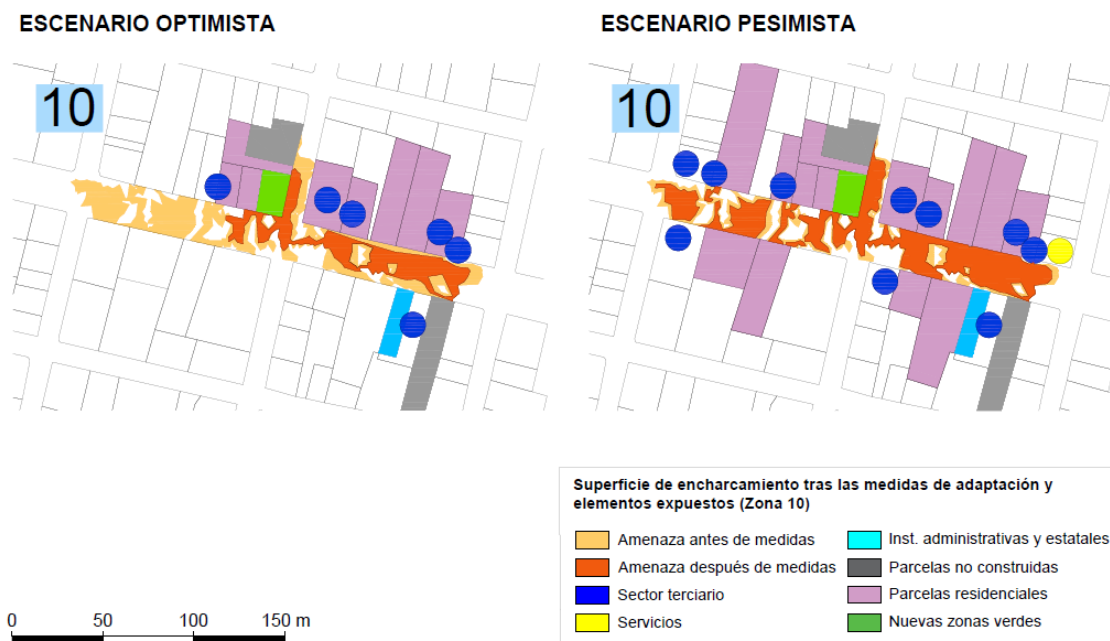 ESCENARIO OPTIMISTA
ESCENARIO PESIMISTA
10
10
Superficie de encharcamiento tras las medidas de adaptación y
elementos expuestos (Zona 10)
Amenaza antes de medidas
Inst. administrativas y estatales
Amenaza después de medidas
Parcelas no construidas
Sector terciario
Parcelas residenciales
Servicios
Nuevas zonas verdes
0 50 100 150 m